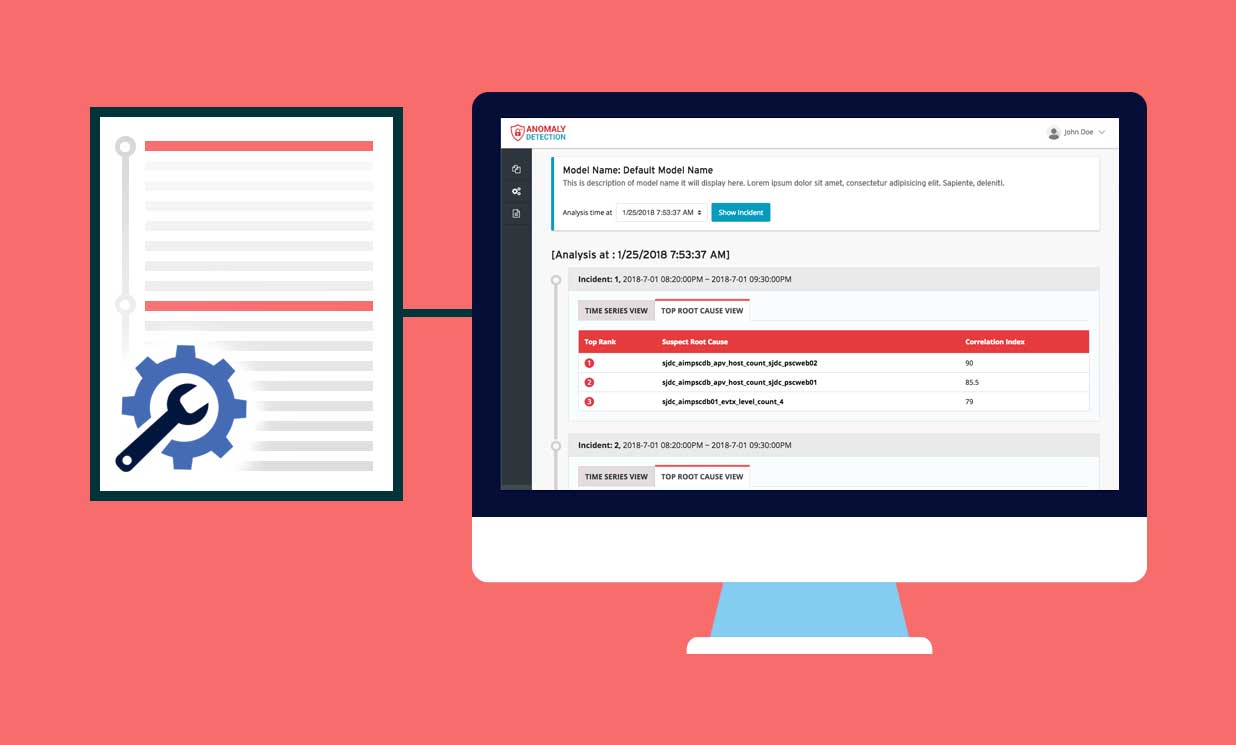 ANOMALY
DETECTION
John Doe
Model Name: Default Model Name
This is description of model name it will display here. Lorem ipsum dolor sit amet, consectetur adipisicing elit. Sapiente, deleniti.
Analysis time at 1/25/2018 7:53:37 AM Show Incident
[Analysis at : 1/25/2018 7:53:37 AM]
Incident: 1, 2018-7-01 08:20:00PM ~ 2018-7-01 09:30:00PM
TIME SERIES VIEW TOP ROOT CAUSE VIEW
Top Rank Suspect Root Cause Correlation Index
1 sjdc_aimpscdb_apv_host_count_sjdc_pscweb02 90
2 sjdc_aimpscdb_apv_host_count_sjdc_pscweb01 85.5
3 sjdc_aimpscdb01_evtx_level_count_4 79
Incident: 2, 2018-7-01 08:20:00PM ~ 2018-7-01 09:30:00PM
TIME SERIES VIEW TOP ROOT CAUSE VIEW